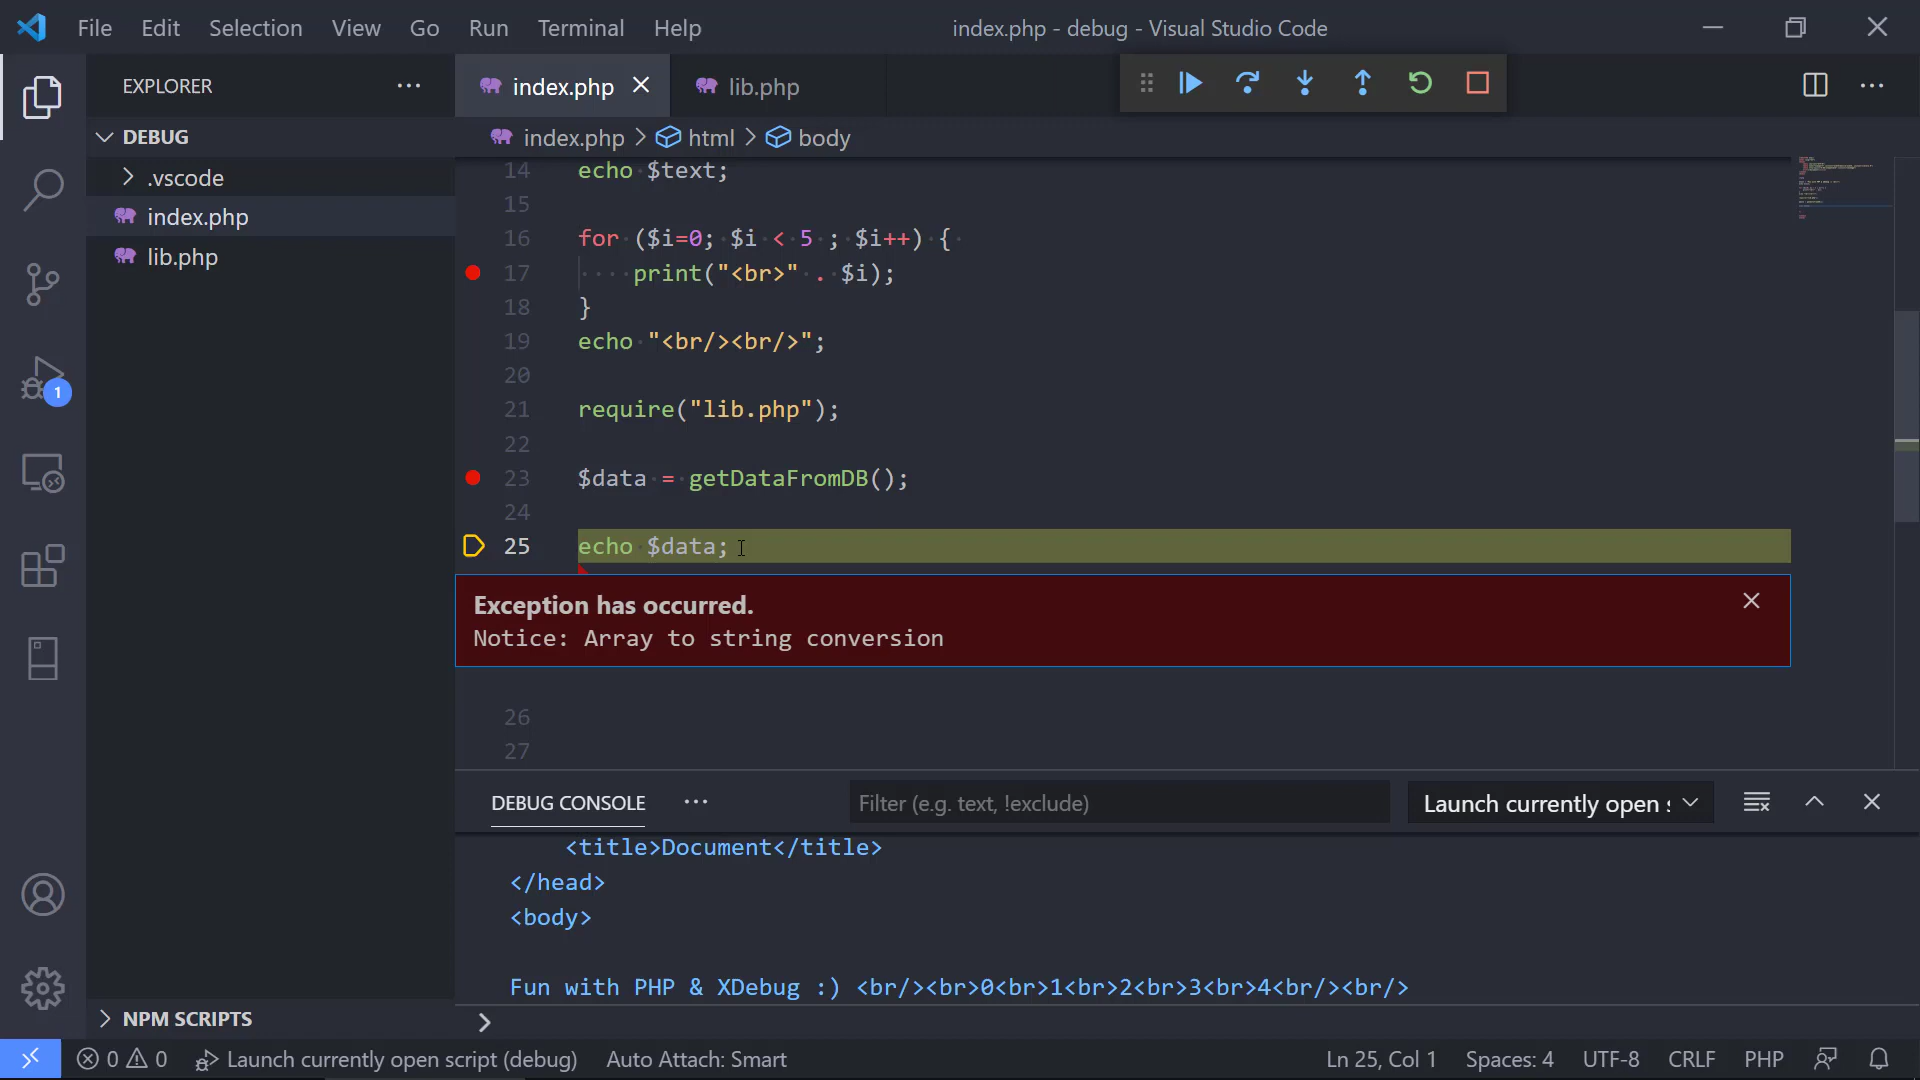 File Edit Selection View Go Run Terminal Help
index.php - debug - Visual Studio Code
EXPLORER
index.php
lib.php
DEBUG
index.php
html
body
.vscode
index.php
lib.php
14 echo $text;
15
16 for ($i=0; $i < 5 ; $i++) {
17 print("<br>" . $i);
18 }
19 echo "<br/><br/>";
20
21 require("lib.php");
22
23 $data = getDataFromDB();
24
25 echo $data;
Exception has occurred.
Notice: Array to string conversion
26
27
1
DEBUG CONSOLE
Filter (e.g. text, !exclude)
Launch currently open
<title>Document</title>
</head>
<body>
Fun with PHP & XDebug :) <br/><br>0<br>1<br>2<br>3<br>4<br/><br/>
NPM SCRIPTS
0 0 Launch currently open script (debug) Auto Attach: Smart
Ln 25, Col 1 Spaces: 4 UTF-8 CRLF PHP